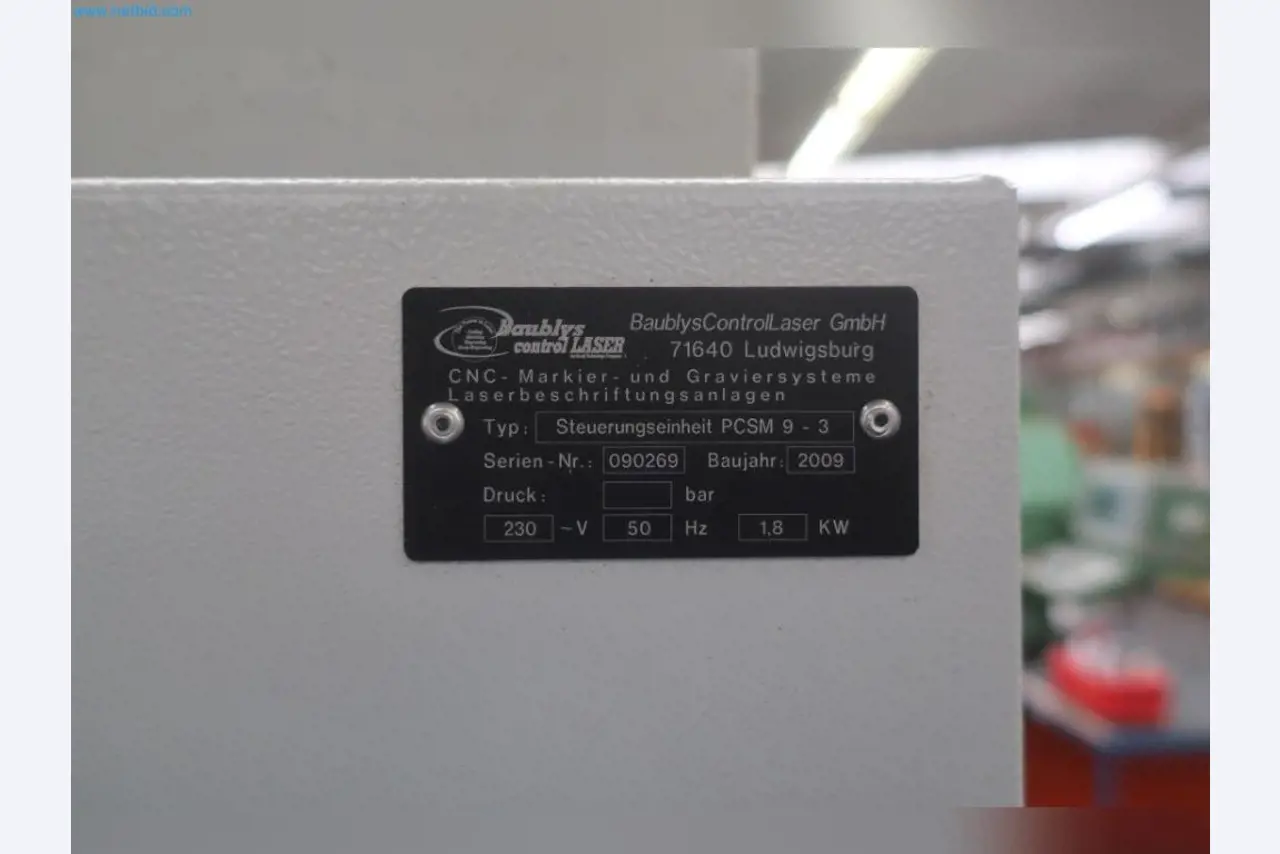 www.netbid.com
Baublys
control LASER
BaublysControlLaser GmbH
71640 Ludwigsburg
CNC- Markier- und Graviersysteme
Laserbeschriftungsanlagen
Typ: Steuerungseinheit PCSM 9 - 3
Serien-Nr.: 090269 Baujahr: 2009
Druck: bar
230 ~V 50 Hz 1,8 KW